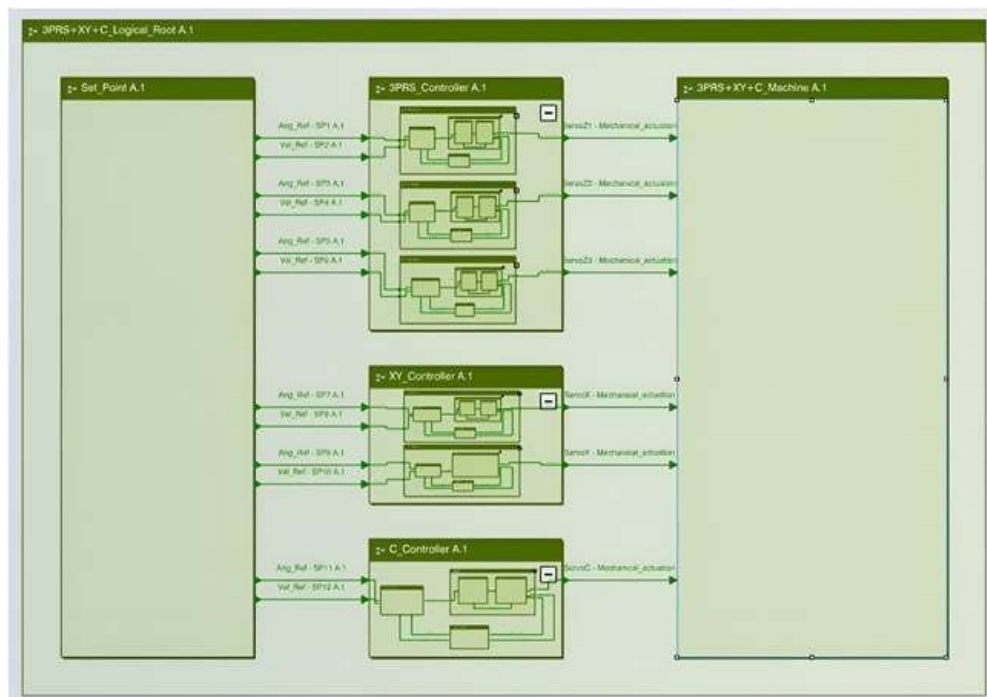 3PRS+XY+C_Logical_Root A.1
Set_Point A.1
3PRS_Controller A.1
3PRS+XY+C_Machine A.1
Ang_Ref - SP1 A.1
Vel_Ref - SP2 A.1
ServoZ1 - Mechanical_actuation
Ang_Ref - SP3 A.1
Vel_Ref - SP4 A.1
ServoZ2 - Mechanical_actuation
Ang_Ref - SP5 A.1
Vel_Ref - SP6 A.1
ServoZ3 - Mechanical_actuation
XY_Controller A.1
Ang_Ref - SP7 A.1
Vel_Ref - SP8 A.1
ServoX - Mechanical_actuation
Ang_Ref - SP9 A.1
Vel_Ref - SP10 A.1
ServoY - Mechanical_actuation
C_Controller A.1
Ang_Ref - SP11 A.1
Vel_Ref - SP12 A.1
ServoC - Mechanical_actuation